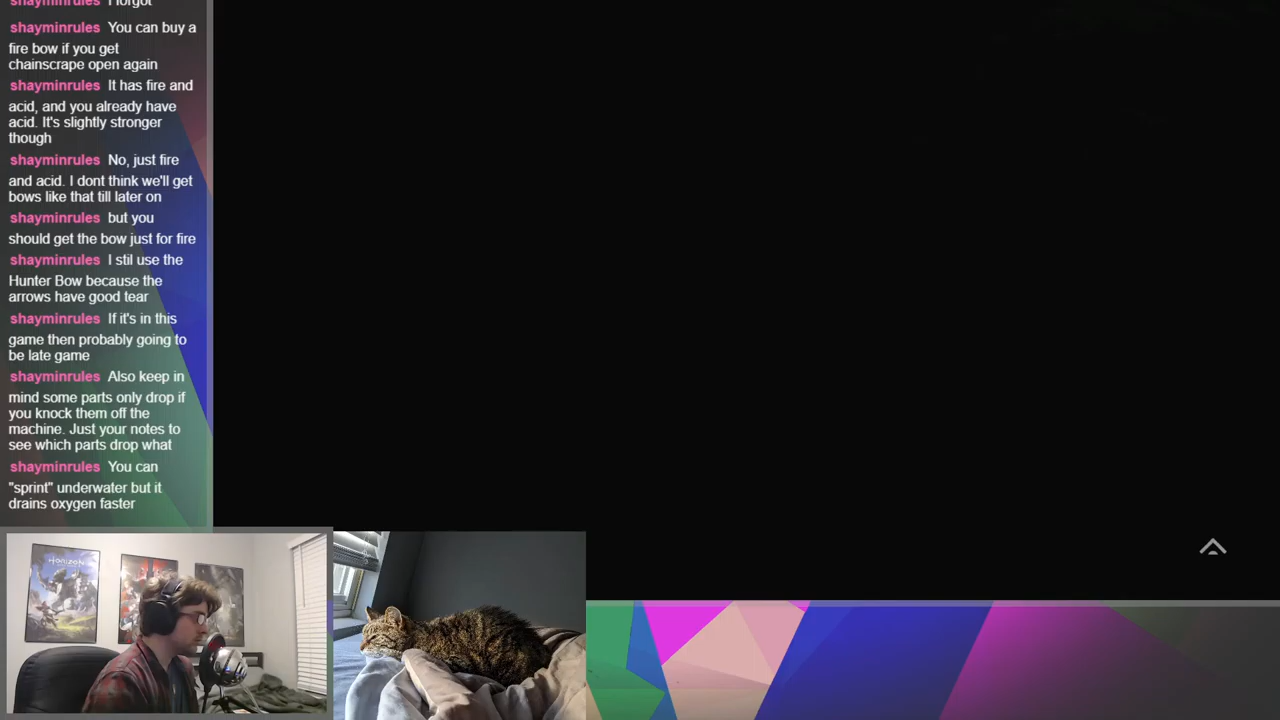 shayminrules I forgot
shayminrules You can buy a
fire bow if you get
chainscrape open again
shayminrules It has fire and
acid, and you already have
acid. It's slightly stronger
though
shayminrules No, just fire
and acid. I dont think we'll get
bows like that till later on
shayminrules but you
should get the bow just for fire
shayminrules I stil use the
Hunter Bow because the
arrows have good tear
shayminrules If it's in this
game then probably going to
be late game
shayminrules Also keep in
mind some parts only drop if
you knock them off the
machine. Just your notes to
see which parts drop what
shayminrules You can
"sprint" underwater but it
drains oxygen faster
HORIZON